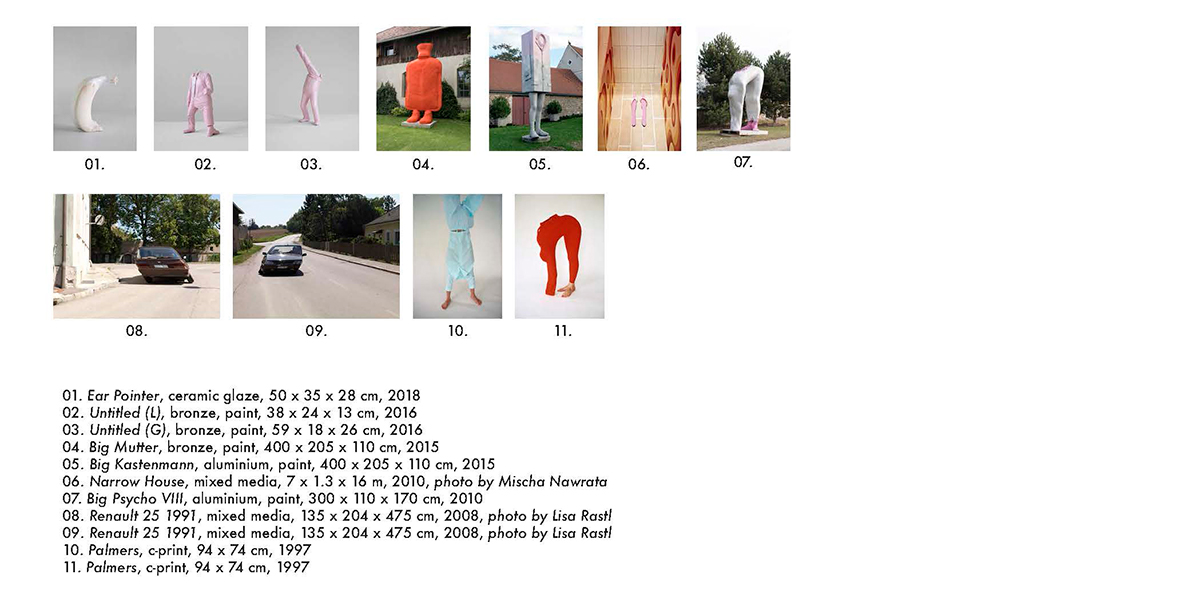 01.
02.
03.
04.
05.
06.
07.
08.
09.
10.
11.
01. Ear Pointer, ceramic glaze, 50 x 35 x 28 cm, 2018
02. Untitled (L), bronze, paint, 38 x 24 x 13 cm, 2016
03. Untitled (G), bronze, paint, 59 x 18 x 26 cm, 2016
04. Big Mutter, bronze, paint, 400 x 205 x 110 cm, 2015
05. Big Kastenmann, aluminium, paint, 400 x 205 x 110 cm, 2015
06. Narrow House, mixed media, 7 x 1.3 x 16 m, 2010, photo by Mischa Nawrata
07. Big Psycho VIII, aluminium, paint, 300 x 110 x 170 cm, 2010
08. Renault 25 1991, mixed media, 135 x 204 x 475 cm, 2008, photo by Lisa Rastl
09. Renault 25 1991, mixed media, 135 x 204 x 475 cm, 2008, photo by Lisa Rastl
10. Palmers, c-print, 94 x 74 cm, 1997
11. Palmers, c-print, 94 x 74 cm, 1997